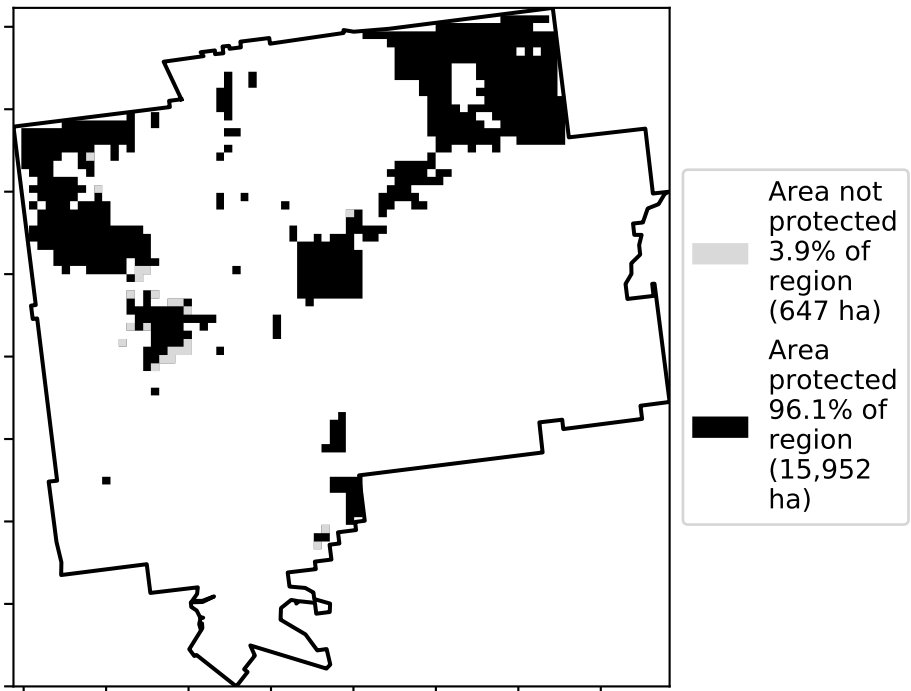 Area not
protected
3.9% of
region
(647 ha)
Area
protected
96.1% of
region
(15,952
ha)